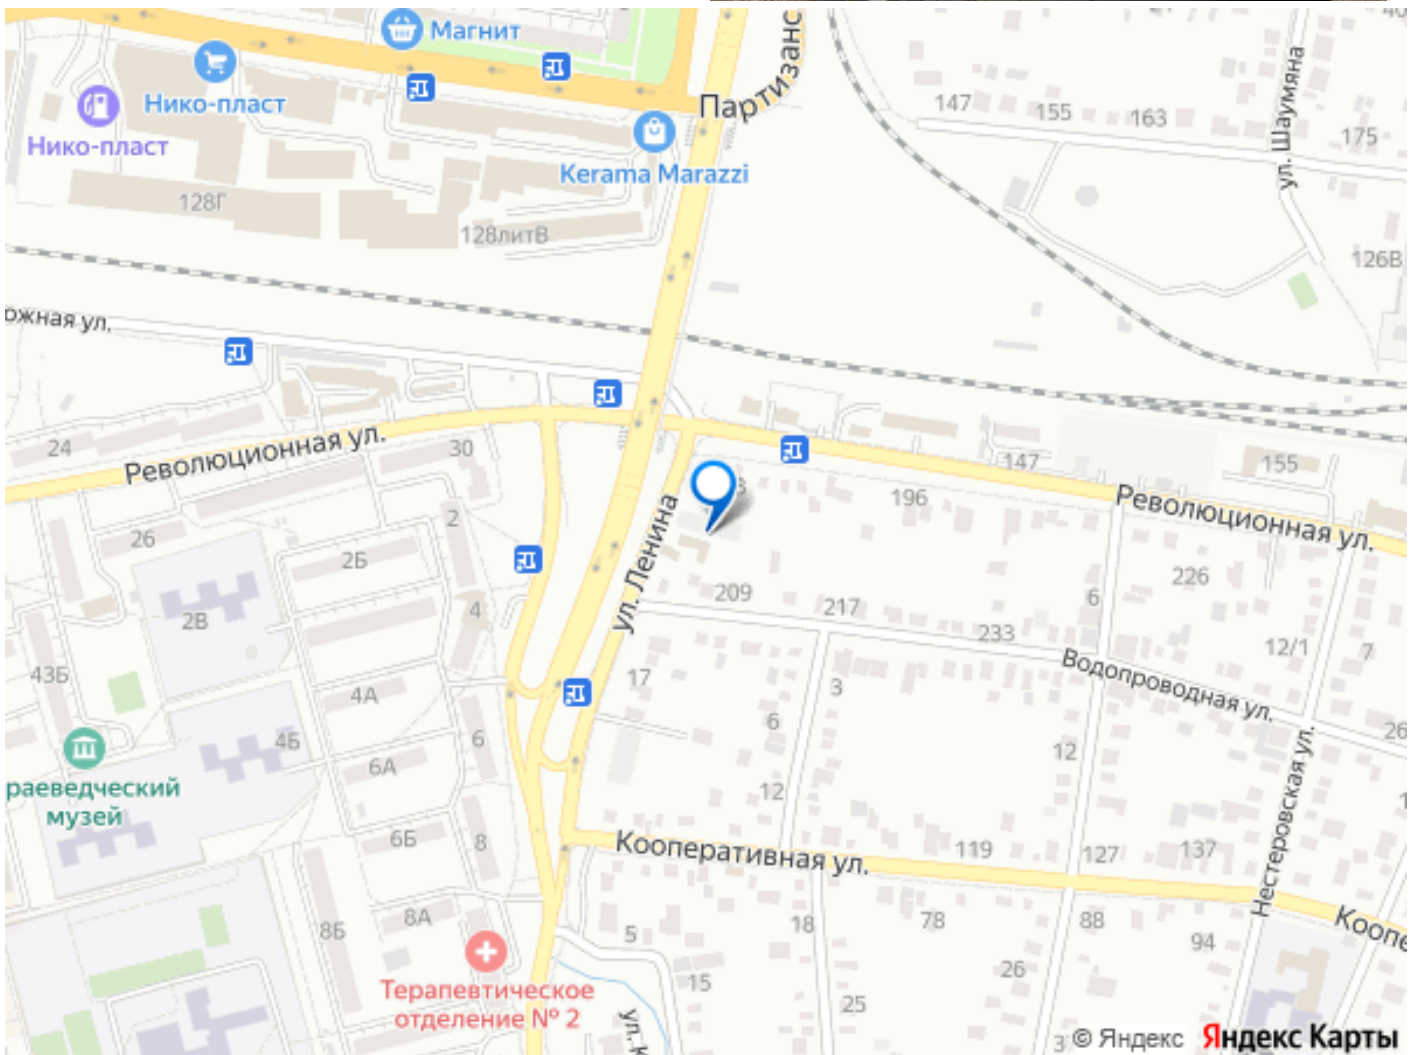 Магнит
Нико-пласт
Нико-пласт
Партизанс
Kerama Marazzi
147
155
163
175
ул. Шаумяна
128Г
128литВ
126В
ожная ул.
24
Революционная ул.
30
147
155
196
Революционная ул.
26
2
2Б
ул. Ленина
209
217
226
2В
4
233
6
12/1
7
43Б
17
3
Водопроводная ул.
4А
4Б
6
6
12
26
раеведческий
музей
6А
12
Нестеровская ул.
6Б
8
Кооперативная ул.
119
127
137
8Б
8А
5
18
78
88
94
Коопе
Терапевтическое
отделение № 2
15
26
25
ул.
© Яндекс Яндекс Карты